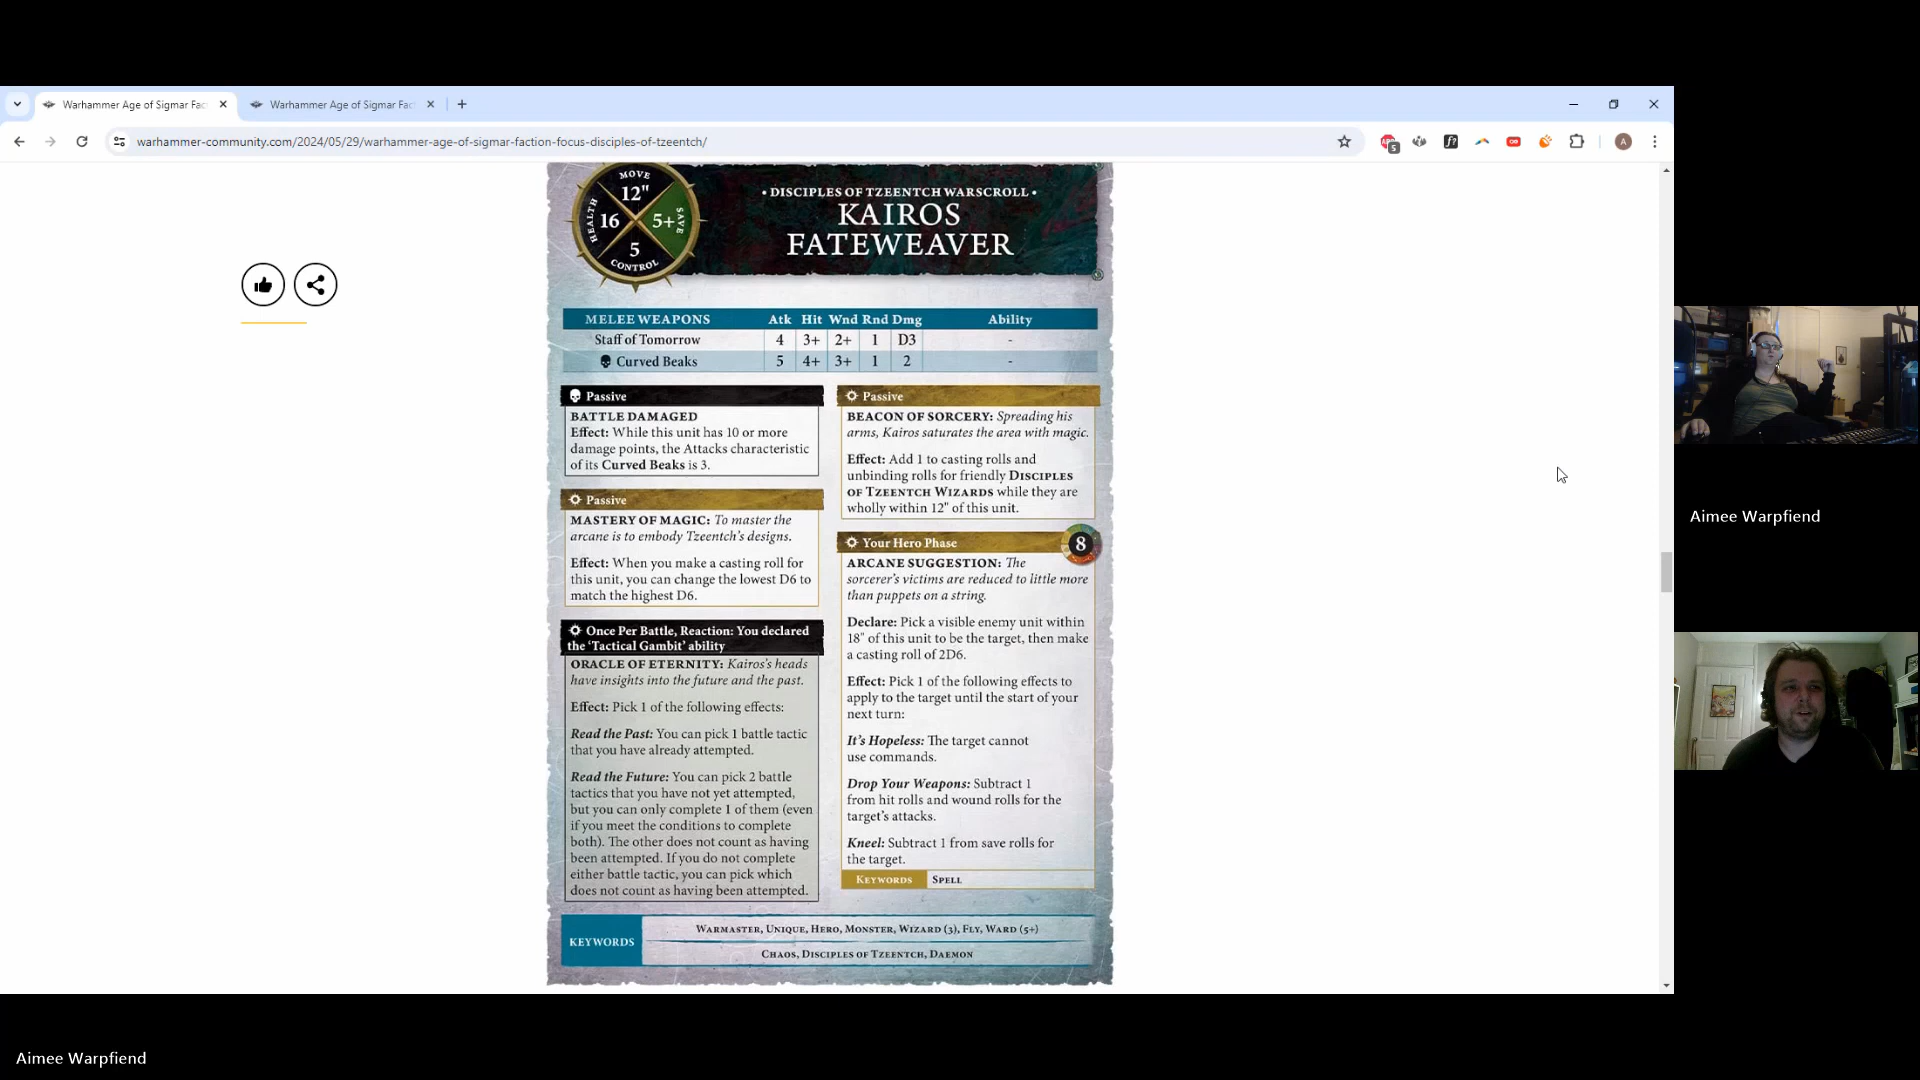 Warhammer Age of Sigmar Fac
Warhammer Age of Sigmar Fac
warhammer-community.com/2024/05/29/warhammer-age-of-sigmar-faction-focus-disciples-of-tzeentch/
5
f?
A
MOVE
12"
HEALTH 16 5+ SAVE
5
CONTROL
• DISCIPLES OF TZEENTCH WARSCROLL •
KAIROS
FATEWEAVER
MELEE WEAPONS Atk Hit Wnd Rnd Dmg Ability
Staff of Tomorrow 4 3+ 2+ 1 D3 -
Curved Beaks 5 4+ 3+ 1 2 -
Passive
BATTLE DAMAGED
Effect: While this unit has 10 or more
damage points, the Attacks characteristic
of its Curved Beaks is 3.
Passive
MASTERY OF MAGIC: To master the
arcane is to embody Tzeentch's designs.
Effect: When you make a casting roll for
this unit, you can change the lowest D6 to
match the highest D6.
Once Per Battle, Reaction: You declared
the 'Tactical Gambit' ability
ORACLE OF ETERNITY: Kairos's heads
have insights into the future and the past.
Effect: Pick 1 of the following effects:
Read the Past: You can pick 1 battle tactic
that you have already attempted.
Read the Future: You can pick 2 battle
tactics that you have not yet attempted,
but you can only complete 1 of them (even
if you meet the conditions to complete
both). The other does not count as having
been attempted. If you do not complete
either battle tactic, you can pick which
does not count as having been attempted.
Passive
BEACON OF SORCERY: Spreading his
arms, Kairos saturates the area with magic.
Effect: Add 1 to casting rolls and
unbinding rolls for friendly DISCIPLES
OF TZEENTCH WIZARDS while they are
wholly within 12" of this unit.
Your Hero Phase 8
ARCANE SUGGESTION: The
sorcerer's victims are reduced to little more
than puppets on a string.
Declare: Pick a visible enemy unit within
18" of this unit to be the target, then make
a casting roll of 2D6.
Effect: Pick 1 of the following effects to
apply to the target until the start of your
next turn:
It's Hopeless: The target cannot
use commands.
Drop Your Weapons: Subtract 1
from hit rolls and wound rolls for the
target's attacks.
Kneel: Subtract 1 from save rolls for
the target.
KEYWORDS SPELL
KEYWORDS
WARMASTER, UNIQUE, HERO, MONSTER, WIZARD (3), FLY, WARD (5+)
CHAOS, DISCIPLES OF TZEENTCH, DAEMON
Aimee Warpfiend
Aimee Warpfiend